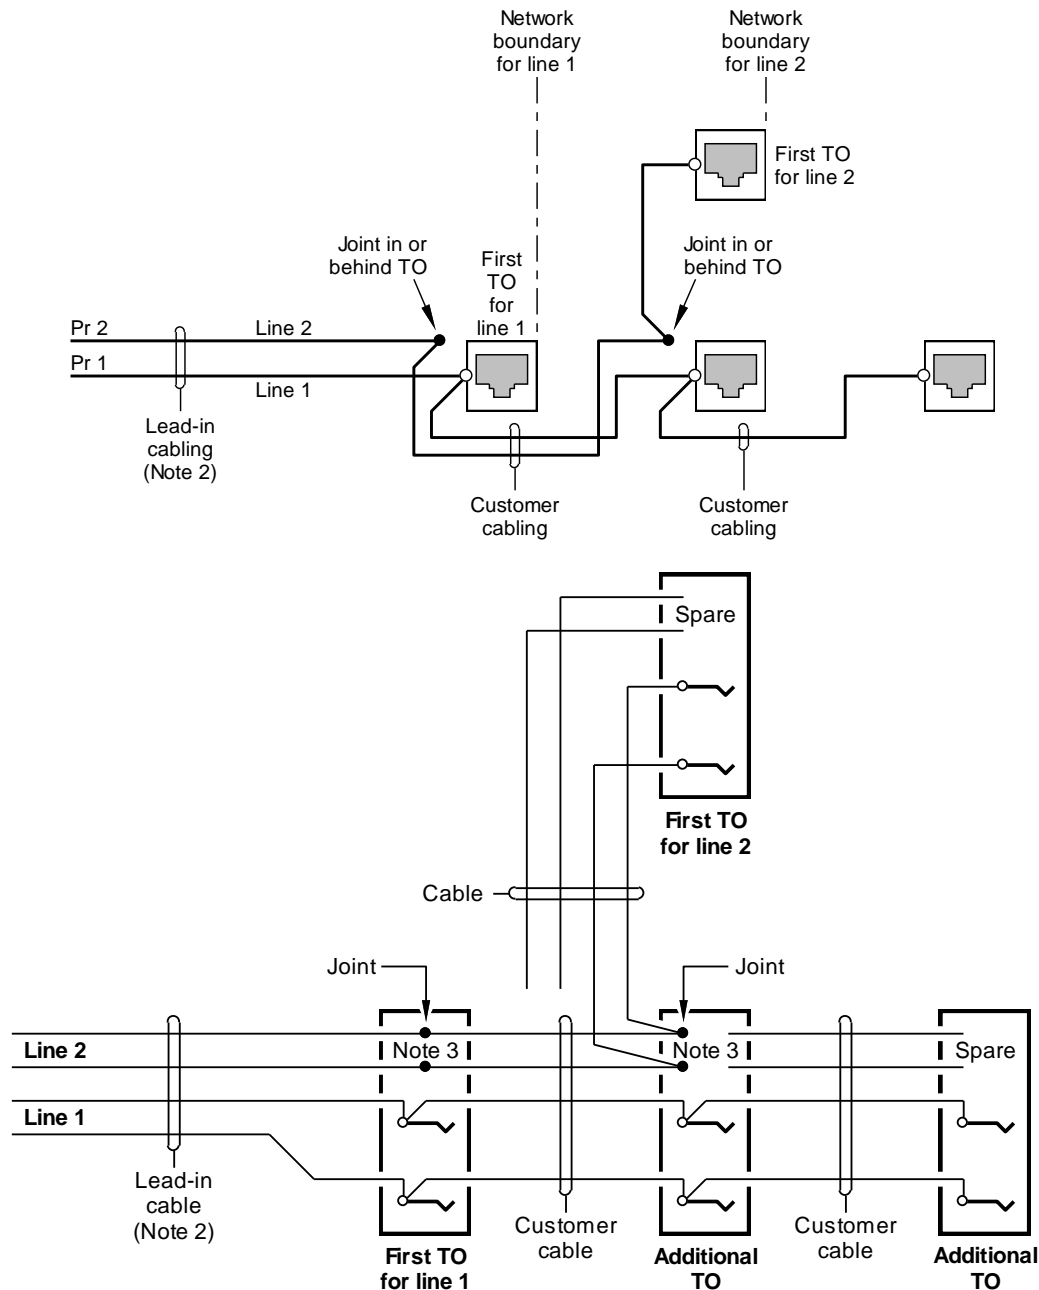 Network
boundary
for line 1
Network
boundary
for line 2
First TO
for line 2
Joint in or
behind TO
First
TO
for
line 1
Joint in or
behind TO
Pr 2
Line 2
Pr 1
Line 1
Lead-in
cabling
(Note 2)
Customer
cabling
Customer
cabling
Spare
First TO
for line 2
Cable
Joint
Joint
Line 2
Note 3
Note 3
Spare
Line 1
Lead-in
cable
(Note 2)
Customer
cable
Customer
cable
First TO
for line 1
Additional
TO
Additional
TO